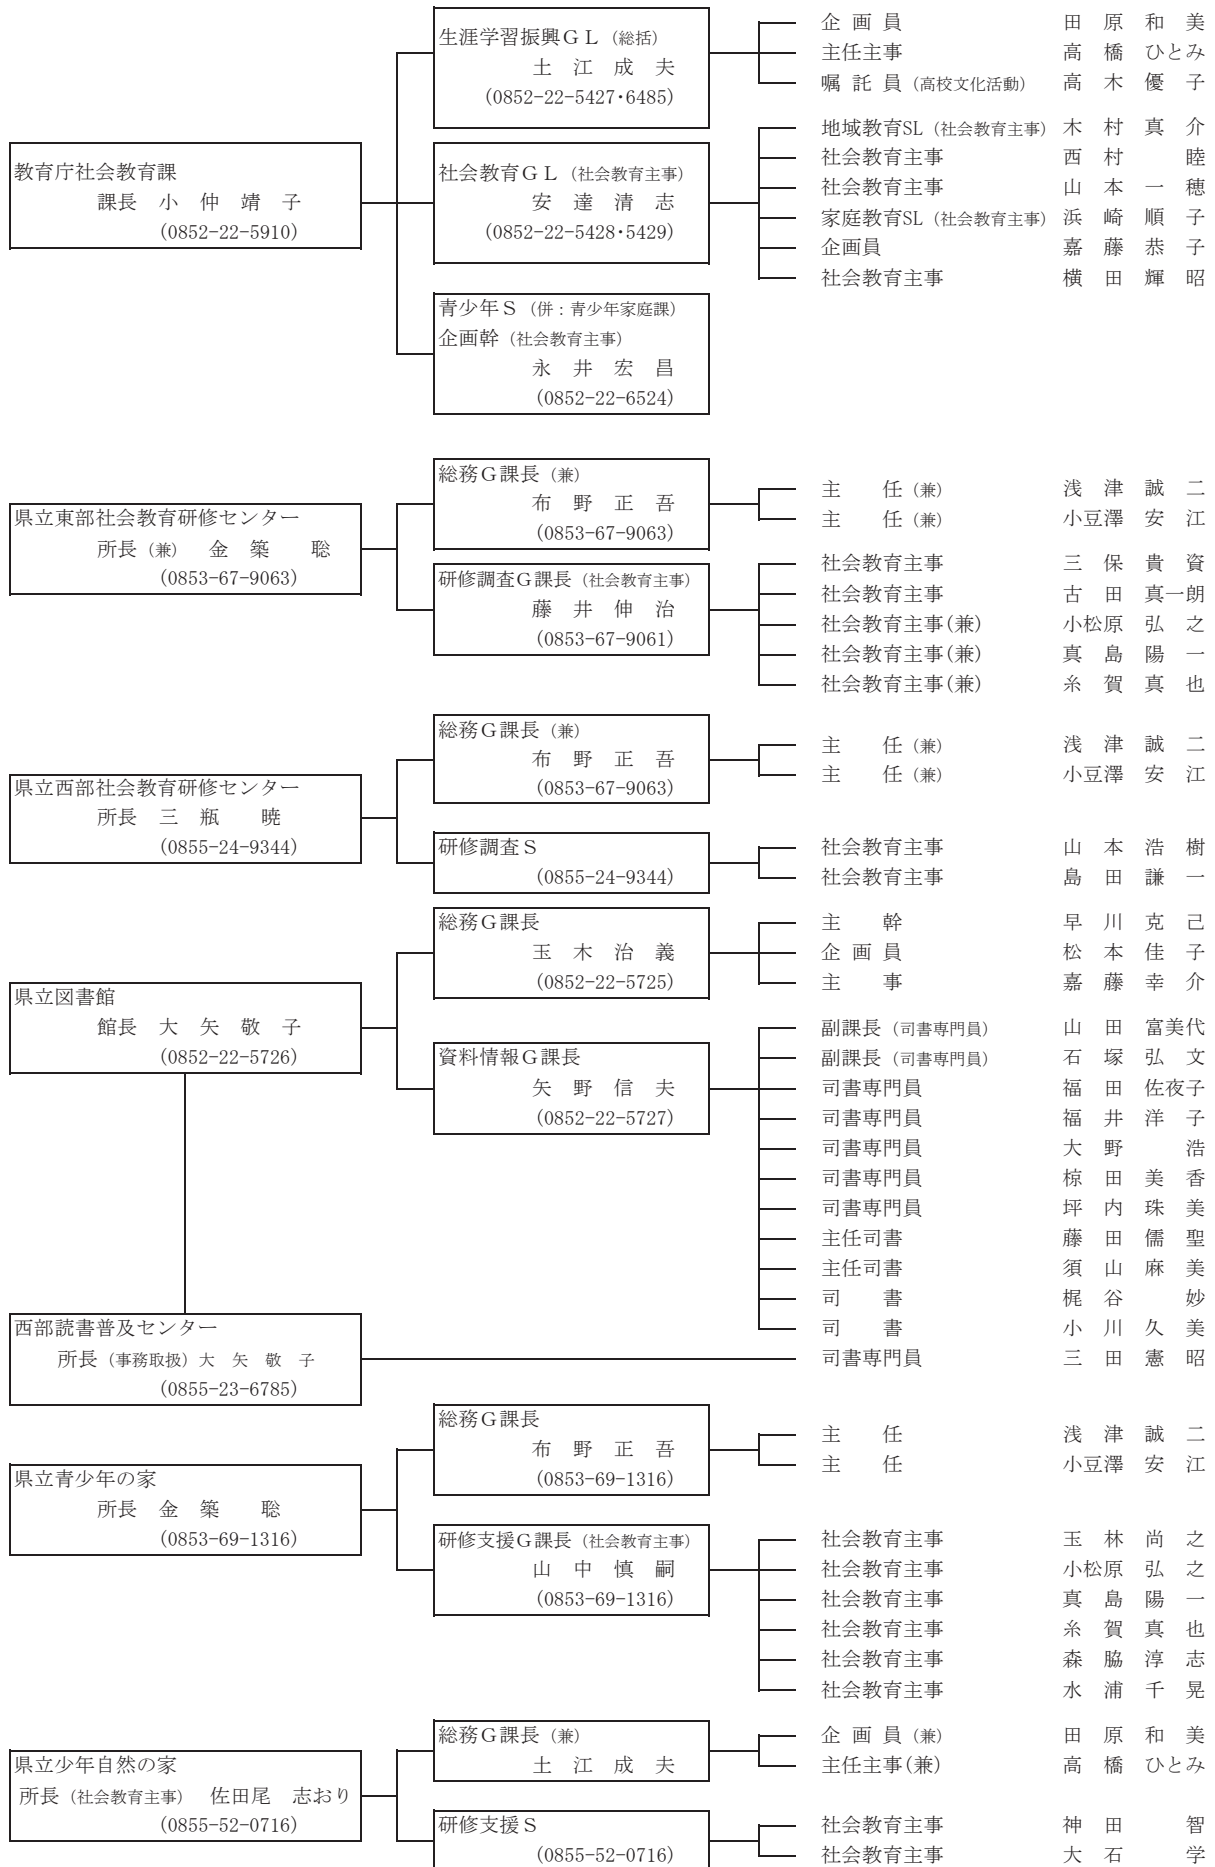 教育庁社会教育課
課長 小 仲 靖 子
(0852-22-5910)
生涯学習振興GL(総括)
土 江 成 夫
(0852-22-5427・6485)
企 画 員 田 原 和 美
主任主事 高 橋 ひとみ
嘱 託 員(高校文化活動) 高 木 優 子
社会教育GL(社会教育主事)
安 達 清 志
(0852-22-5428・5429)
地域教育SL(社会教育主事) 木 村 真 介
社会教育主事 西 村 睦
社会教育主事 山 本 一 穂
家庭教育SL(社会教育主事) 浜 崎 順 子
企画員 嘉 藤 恭 子
社会教育主事 横 田 輝 昭
青少年S(併:青少年家庭課)
企画幹(社会教育主事)
永 井 宏 昌
(0852-22-6524)
県立東部社会教育研修センター
所長(兼) 金 築 聡
(0853-67-9063)
総務G課長(兼)
布 野 正 吾
(0853-67-9063)
主 任(兼) 浅 津 誠 二
主 任(兼) 小豆澤 安 江
研修調査G課長(社会教育主事)
藤 井 伸 治
(0853-67-9061)
社会教育主事 三 保 貴 資
社会教育主事 古 田 真一朗
社会教育主事(兼) 小松原 弘 之
社会教育主事(兼) 真 島 陽 一
社会教育主事(兼) 糸 賀 真 也
県立西部社会教育研修センター
所長 三 瓶 暁
(0855-24-9344)
総務G課長(兼)
布 野 正 吾
(0853-67-9063)
主 任(兼) 浅 津 誠 二
主 任(兼) 小豆澤 安 江
研修調査S
(0855-24-9344)
社会教育主事 山 本 浩 樹
社会教育主事 島 田 謙 一
県立図書館
館長 大 矢 敬 子
(0852-22-5726)
総務G課長
玉 木 治 義
(0852-22-5725)
主 幹 早 川 克 己
企 画 員 松 本 佳 子
主 事 嘉 藤 幸 介
資料情報G課長
矢 野 信 夫
(0852-22-5727)
副課長(司書専門員) 山 田 富美代
副課長(司書専門員) 石 塚 弘 文
司書専門員 福 田 佐夜子
司書専門員 福 井 洋 子
司書専門員 大 野 浩
司書専門員 椋 田 美 香
司書専門員 坪 内 珠 美
主任司書 藤 田 儒 聖
主任司書 須 山 麻 美
司 書 梶 谷 妙
司 書 小 川 久 美
西部読書普及センター
所長(事務取扱)大 矢 敬 子
(0855-23-6785)
司書専門員 三 田 憲 昭
県立青少年の家
所長 金 築 聡
(0853-69-1316)
総務G課長
布 野 正 吾
(0853-69-1316)
主 任 浅 津 誠 二
主 任 小豆澤 安 江
研修支援G課長(社会教育主事)
山 中 慎 嗣
(0853-69-1316)
社会教育主事 玉 林 尚 之
社会教育主事 小松原 弘 之
社会教育主事 真 島 陽 一
社会教育主事 糸 賀 真 也
社会教育主事 森 脇 淳 志
社会教育主事 水 浦 千 晃
県立少年自然の家
所長(社会教育主事) 佐田尾 志おり
(0855-52-0716)
総務G課長(兼)
土 江 成 夫
企 画 員(兼) 田 原 和 美
主任主事(兼) 高 橋 ひとみ
研修支援S
(0855-52-0716)
社会教育主事 神 田 智
社会教育主事 大 石 学